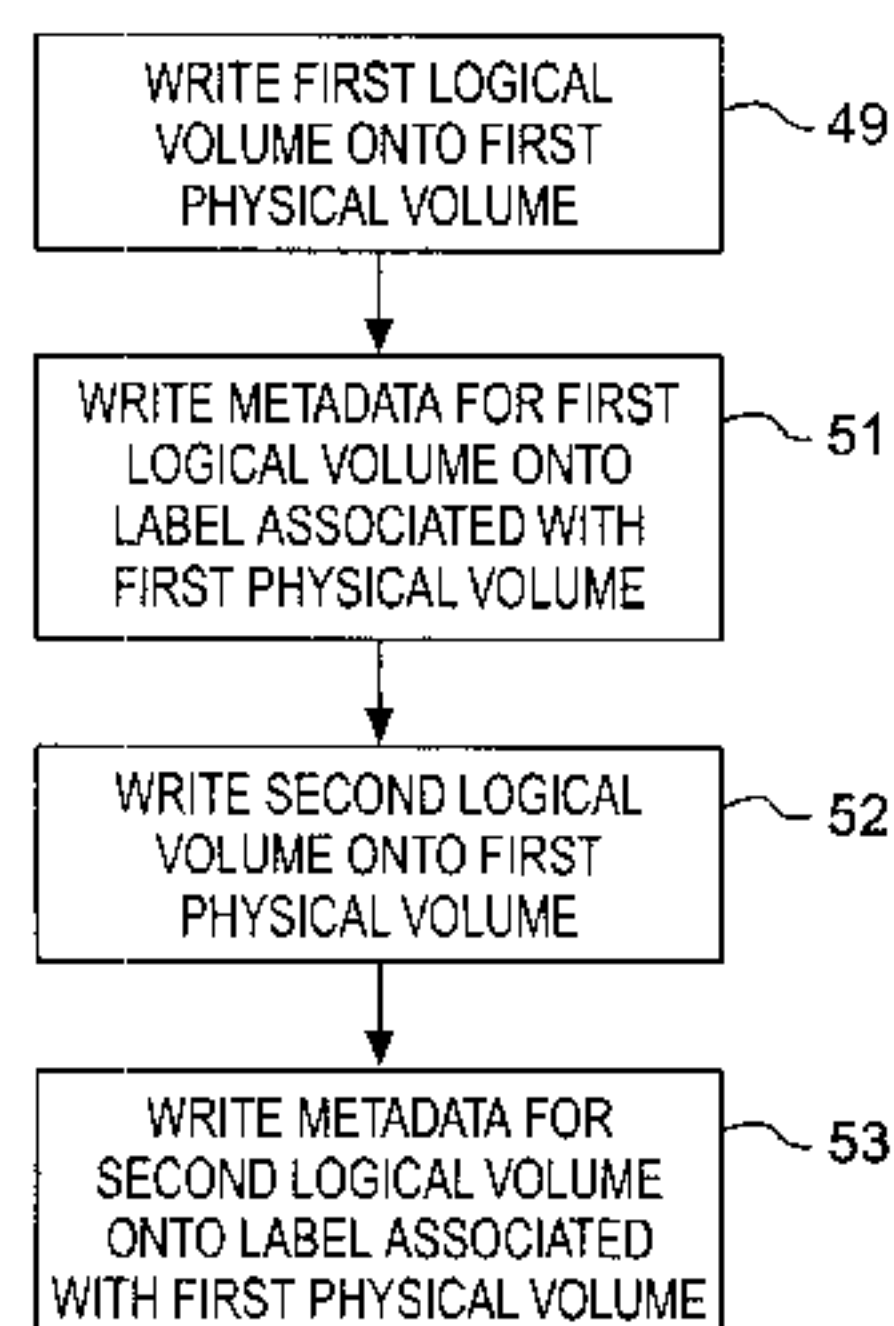 WRITE FIRST LOGICAL
VOLUME ONTO FIRST
PHYSICAL VOLUME
49
WRITE METADATA FOR FIRST
LOGICAL VOLUME ONTO
LABEL ASSOCIATED WITH
FIRST PHYSICAL VOLUME
51
WRITE SECOND LOGICAL
VOLUME ONTO FIRST
PHYSICAL VOLUME
52
WRITE METADATA FOR
SECOND LOGICAL VOLUME
ONTO LABEL ASSOCIATED
WITH FIRST PHYSICAL VOLUME
53